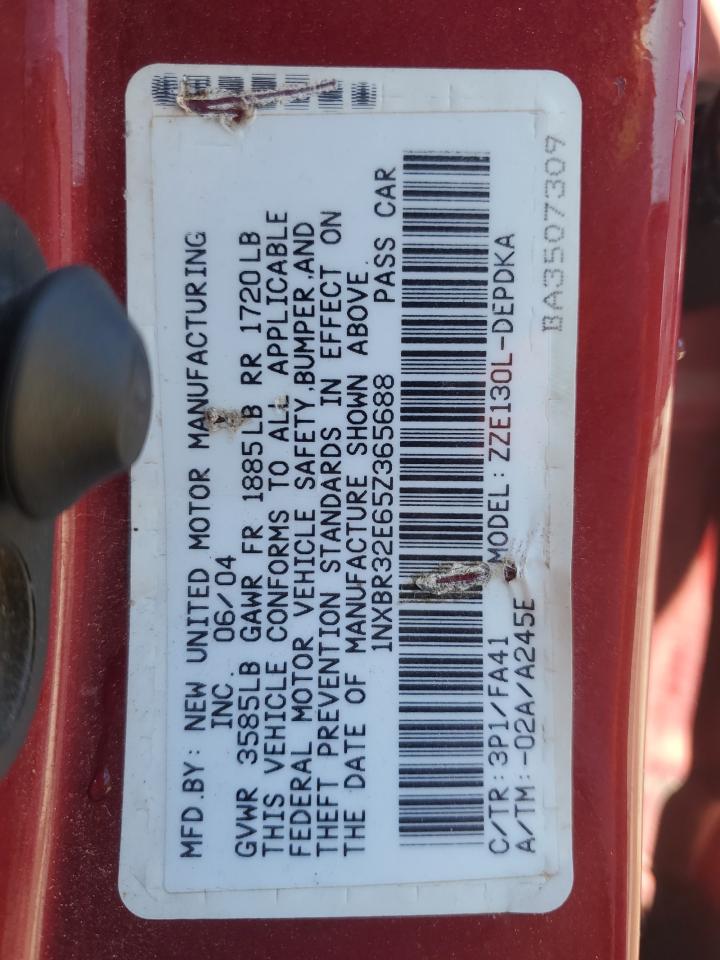 MFD.BY: NEW UNITED MOTOR MANUFACTURING
INC. 06/04
GVWR 3585LB GAWR FR 1885LB RR 1720LB
THIS VEHICLE CONFORMS TO ALL APPLICABLE
FEDERAL MOTOR VEHICLE SAFETY,BUMPER,AND
THEFT PREVENTION STANDARDS IN EFFECT ON
THE DATE OF MANUFACTURE SHOWN ABOVE.
1NXBR32E65Z365688 PASS CAR
C/TR:3P1/FA41 MODEL: ZZE130L-DEPDKA
A/TM:-02A/A245E
BA3507309